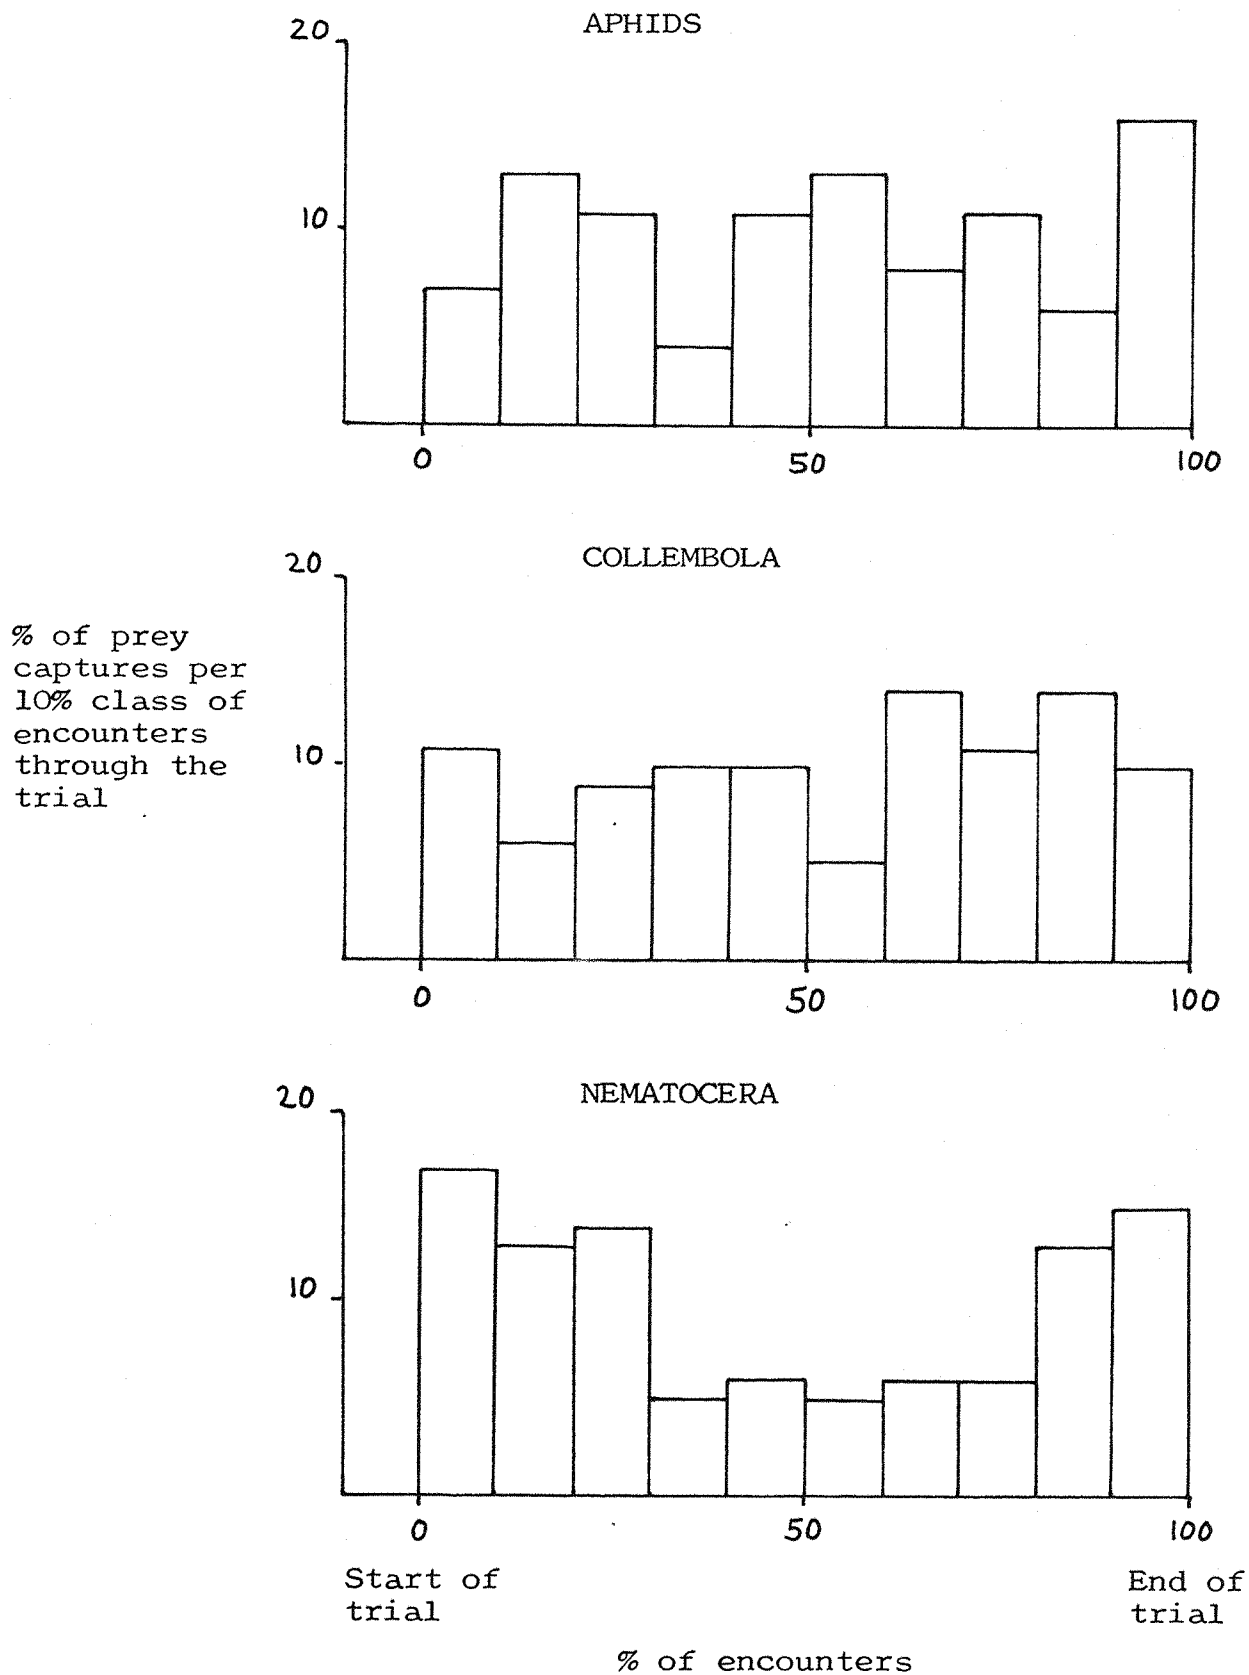 APHIDS
20
10
0 50 100
COLLEMBOLA
20
10
0 50 100
% of prey
captures per
10% class of
encounters
through the
trial
NEMATOCERA
20
10
0 50 100
Start of
trial
End of
trial
% of encounters